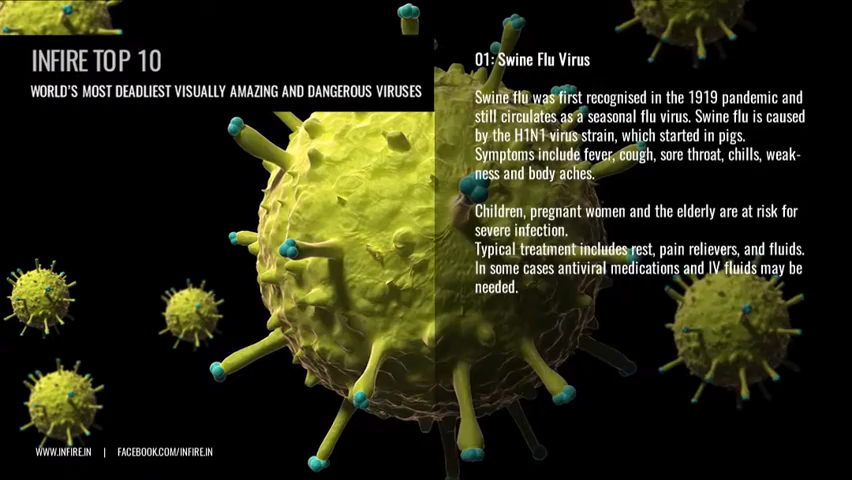 INFIRE TOP 10
WORLD'S MOST DEADLIEST VISUALLY AMAZING AND DANGEROUS VIRUSES
01: Swine Flu Virus
Swine flu was first recognised in the 1919 pandemic and
still circulates as a seasonal flu virus. Swine flu is caused
by the H1N1 virus strain, which started in pigs.
Symptoms include fever, cough, sore throat, chills, weak-
ness and body aches.
Children, pregnant women and the elderly are at risk for
severe infection.
Typical treatment includes rest, pain relievers, and fluids.
In some cases antiviral medications and IV fluids may be
needed.
WWW.INFIRE.IN | FACEBOOK.COM/INFIRE.IN